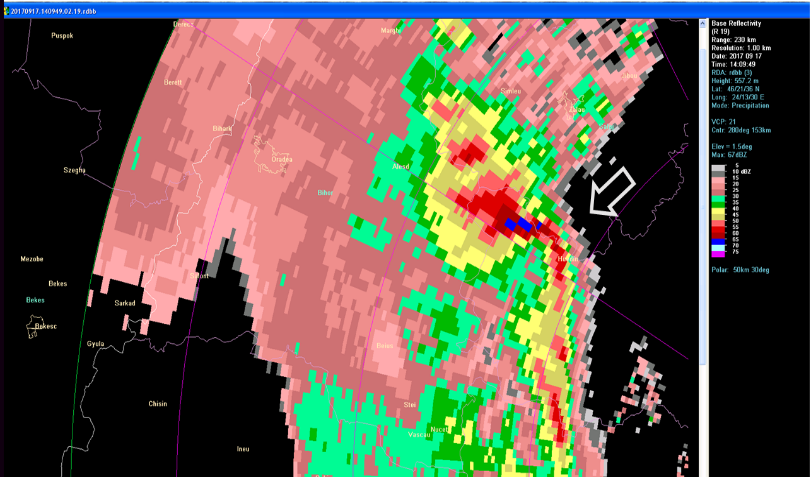 20170917.140949.02.19.rdbb
Puspok
Marghi
Berett
Simleu
Zalau
Bihark
Oradea
Alesd
Szegha
Bihor
Mezobe
Bekes
Bekes
Sarkad
Bekesc
Gyula
Salont
Huedin
Beius
Chisin
Stei
Vascau
Nucet
Ineu
Base Reflectivity
(R 19)
Range: 230 km
Resolution: 1.00 km
Date: 2017 09 17
Time: 14:09:49
RDA: rdbb (3)
Height: 557.2 m
Lat: 46/21/36 N
Long: 24/13/30 E
Mode: Precipitation
VCP: 21
Cntr: 280deg 153km
Elev = 1.5deg
Max: 67dBZ
5
10 dBZ
15
20
25
30
35
40
45
50
55
60
65
70
75
Polar: 50km 30deg